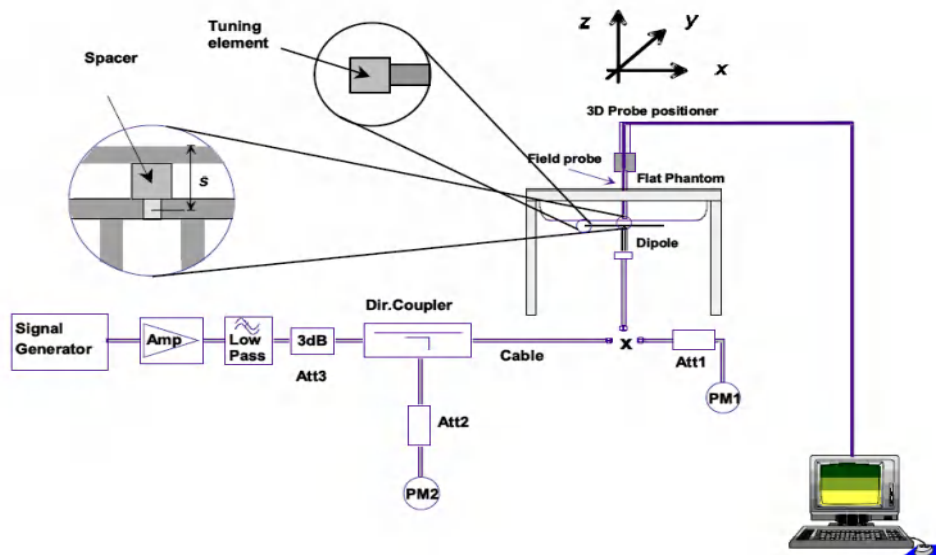 Tuning
element
Spacer
s
z
y
x
3D Probe positioner
Field probe
Flat Phantom
Dipole
Signal
Generator
Amp
Low
Pass
3dB
Att3
Dir.Coupler
Cable
x
Att1
PM1
Att2
PM2